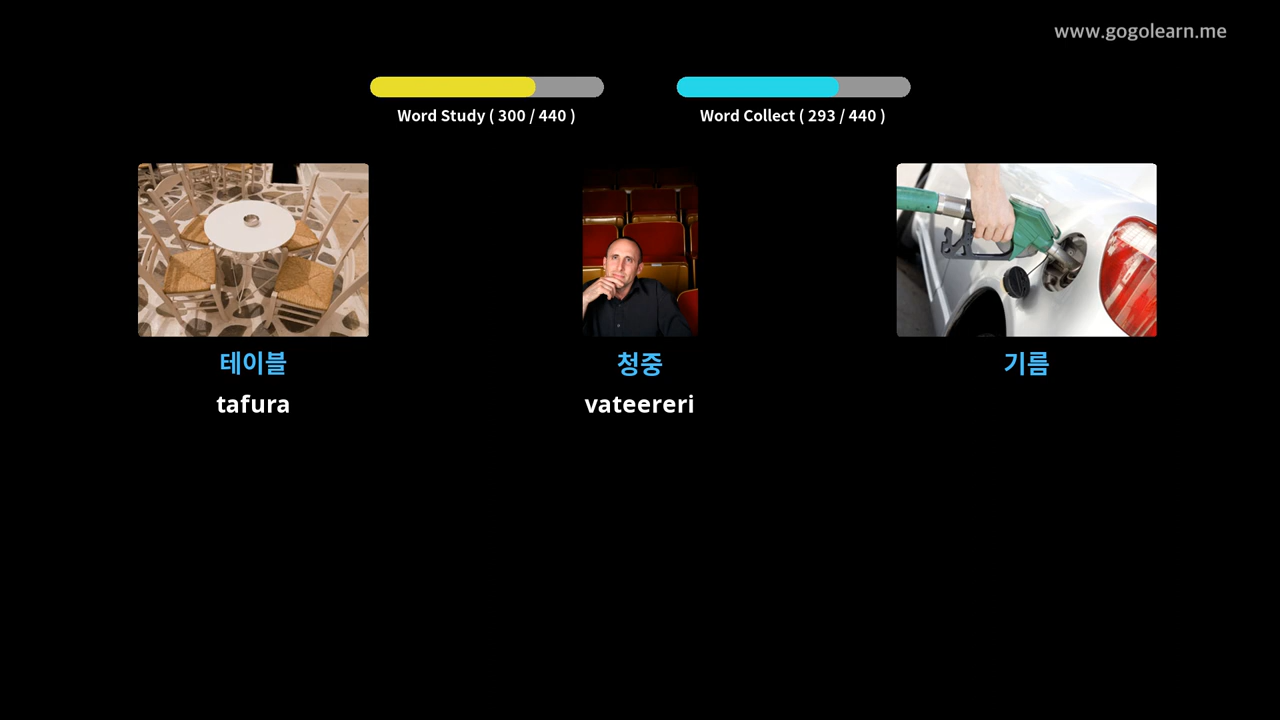 www.gogolearn.me
Word Study ( 300 / 440 )
Word Collect ( 293 / 440 )
테이블
청중
기름
tafura
vateereri